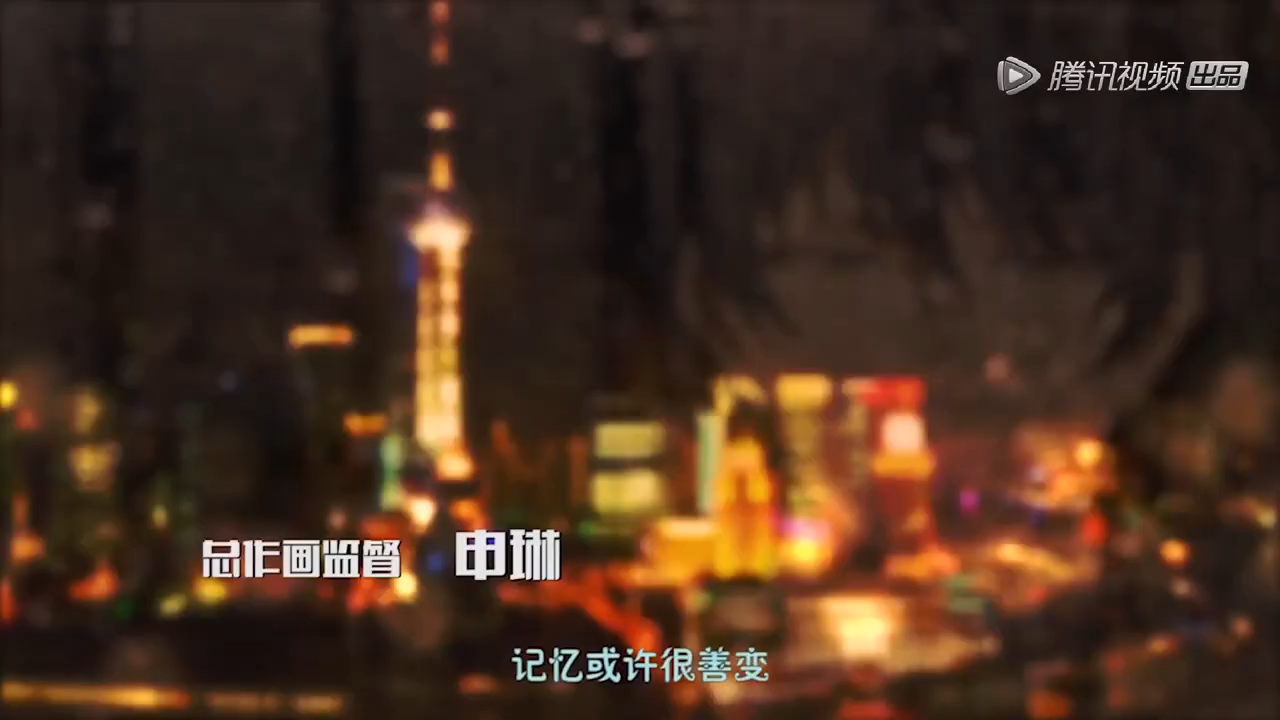 腾讯视频 出品
总作画监督 申琳
记忆或许很善变